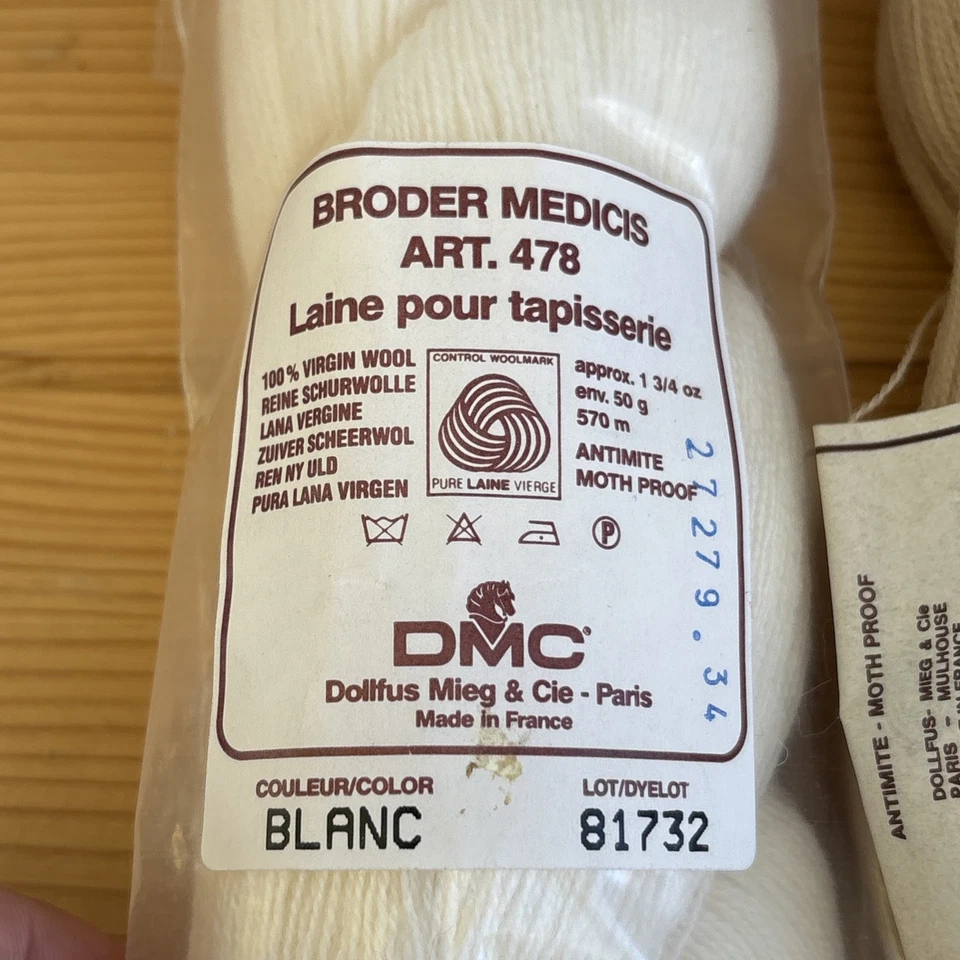 BRODER MEDICIS
ART. 478
Laine pour tapisserie
100 % VIRGIN WOOL
REINE SCHURWOLLE
LANA VERGINE
ZUIVER SCHEERWOL
REN NY ULD
PURA LANA VIRGEN
CONTROL WOOLMARK
PURE LAINE VIERGE
approx. 1 3/4 oz
env. 50 g
570 m
ANTIMITE
MOTH PROOF
27279.34
P
DMC
Dollfus Mieg & Cie - Paris
Made in France
COULEUR/COLOR
BLANC
LOT/DYELOT
81732
ANTIMITE - MOTH PROOF
DOLLFUS- MIEG & Cie
PARIS - MULHOUSE
IN FRANCE